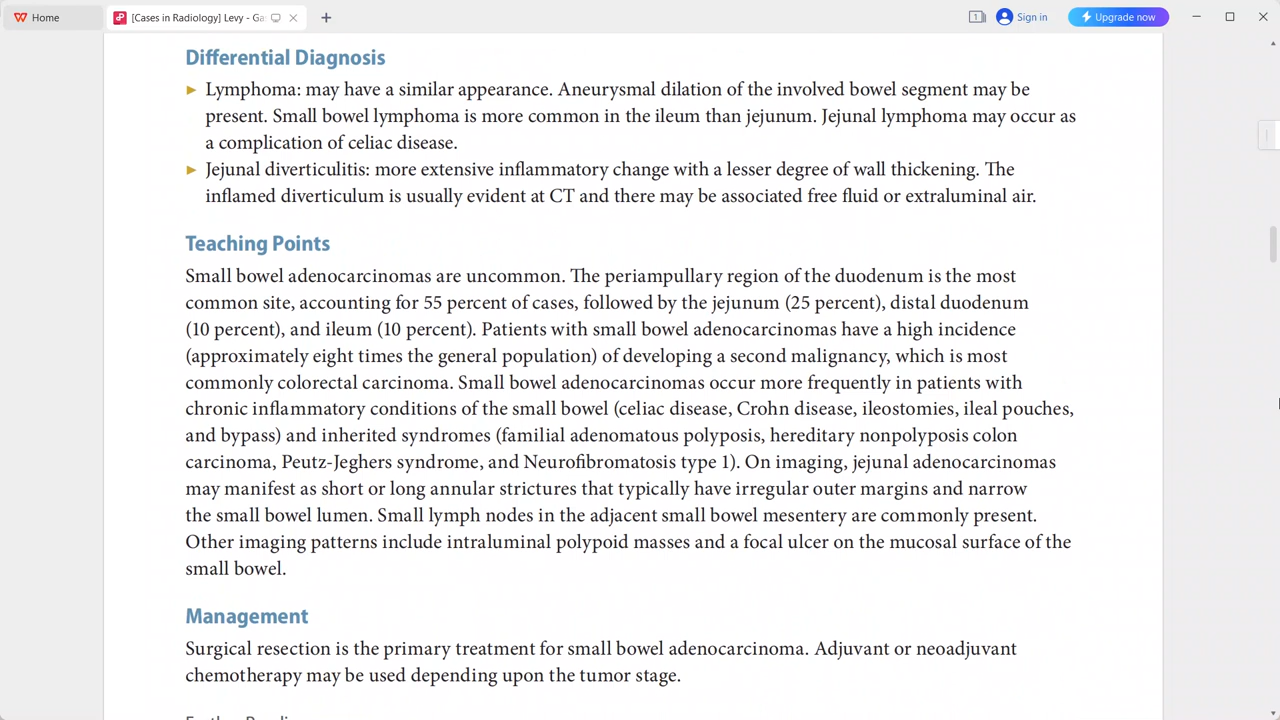 Home
[Cases in Radiology] Levy - Ga
1
Sign in
Upgrade now
Differential Diagnosis
► Lymphoma: may have a similar appearance. Aneurysmal dilation of the involved bowel segment may be
present. Small bowel lymphoma is more common in the ileum than jejunum. Jejunal lymphoma may occur as
a complication of celiac disease.
► Jejunal diverticulitis: more extensive inflammatory change with a lesser degree of wall thickening. The
inflamed diverticulum is usually evident at CT and there may be associated free fluid or extraluminal air.
Teaching Points
Small bowel adenocarcinomas are uncommon. The periampullary region of the duodenum is the most
common site, accounting for 55 percent of cases, followed by the jejunum (25 percent), distal duodenum
(10 percent), and ileum (10 percent). Patients with small bowel adenocarcinomas have a high incidence
(approximately eight times the general population) of developing a second malignancy, which is most
commonly colorectal carcinoma. Small bowel adenocarcinomas occur more frequently in patients with
chronic inflammatory conditions of the small bowel (celiac disease, Crohn disease, ileostomies, ileal pouches,
and bypass) and inherited syndromes (familial adenomatous polyposis, hereditary nonpolyposis colon
carcinoma, Peutz-Jeghers syndrome, and Neurofibromatosis type 1). On imaging, jejunal adenocarcinomas
may manifest as short or long annular strictures that typically have irregular outer margins and narrow
the small bowel lumen. Small lymph nodes in the adjacent small bowel mesentery are commonly present.
Other imaging patterns include intraluminal polypoid masses and a focal ulcer on the mucosal surface of the
small bowel.
Management
Surgical resection is the primary treatment for small bowel adenocarcinoma. Adjuvant or neoadjuvant
chemotherapy may be used depending upon the tumor stage.